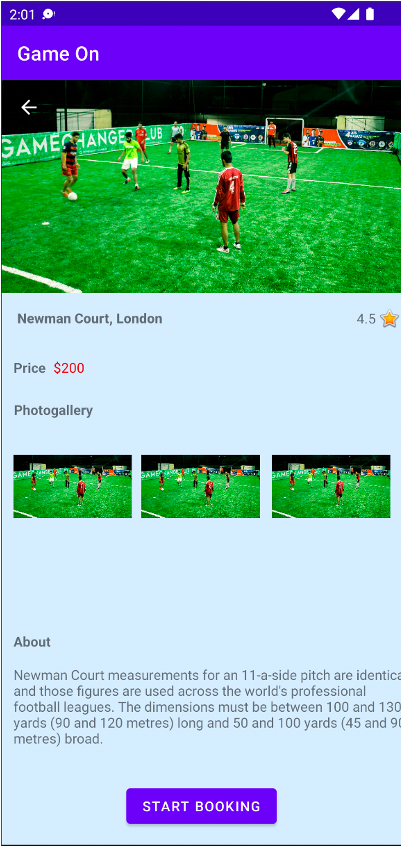 2:01
Game On
GAMECHANGE LUB
Newman Court, London
4.5
Price $200
Photogallery
About
Newman Court measurements for an 11-a-side pitch are identica
and those figures are used across the world's professional
football leagues. The dimensions must be between 100 and 130
yards (90 and 120 metres) long and 50 and 100 yards (45 and 90
metres) broad.
START BOOKING